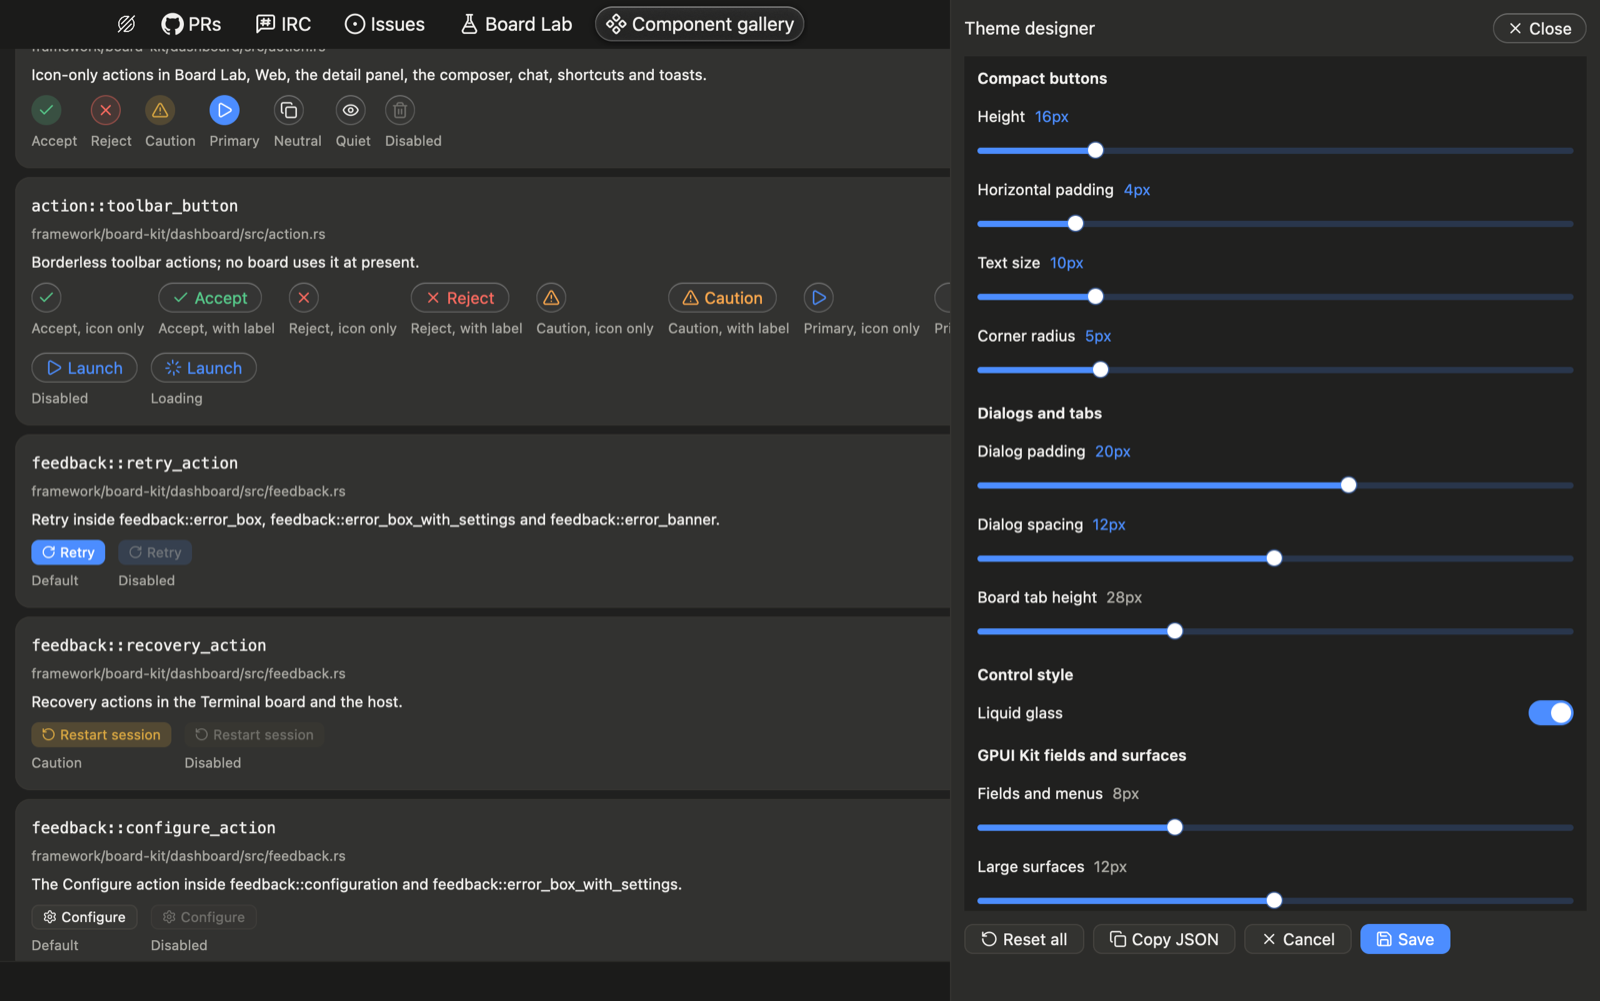 PRs
IRC
Issues
Board Lab
Component gallery
framework/board-kit/dashboard/src/action.rs
Icon-only actions in Board Lab, Web, the detail panel, the composer, chat, shortcuts and toasts.
Accept Reject Caution Primary Neutral Quiet Disabled
action::toolbar_button
framework/board-kit/dashboard/src/action.rs
Borderless toolbar actions; no board uses it at present.
Accept Reject Caution
Accept, icon only Accept, with label Reject, icon only Reject, with label Caution, icon only Caution, with label Primary, icon only Pri
Launch Launch
Disabled Loading
feedback::retry_action
framework/board-kit/dashboard/src/feedback.rs
Retry inside feedback::error_box, feedback::error_box_with_settings and feedback::error_banner.
Retry Retry
Default Disabled
feedback::recovery_action
framework/board-kit/dashboard/src/feedback.rs
Recovery actions in the Terminal board and the host.
Restart session Restart session
Caution Disabled
feedback::configure_action
framework/board-kit/dashboard/src/feedback.rs
The Configure action inside feedback::configuration and feedback::error_box_with_settings.
Configure Configure
Default Disabled
Theme designer
Close
Compact buttons
Height 16px
Horizontal padding 4px
Text size 10px
Corner radius 5px
Dialogs and tabs
Dialog padding 20px
Dialog spacing 12px
Board tab height 28px
Control style
Liquid glass
GPUI Kit fields and surfaces
Fields and menus 8px
Large surfaces 12px
Reset all Copy JSON Cancel Save